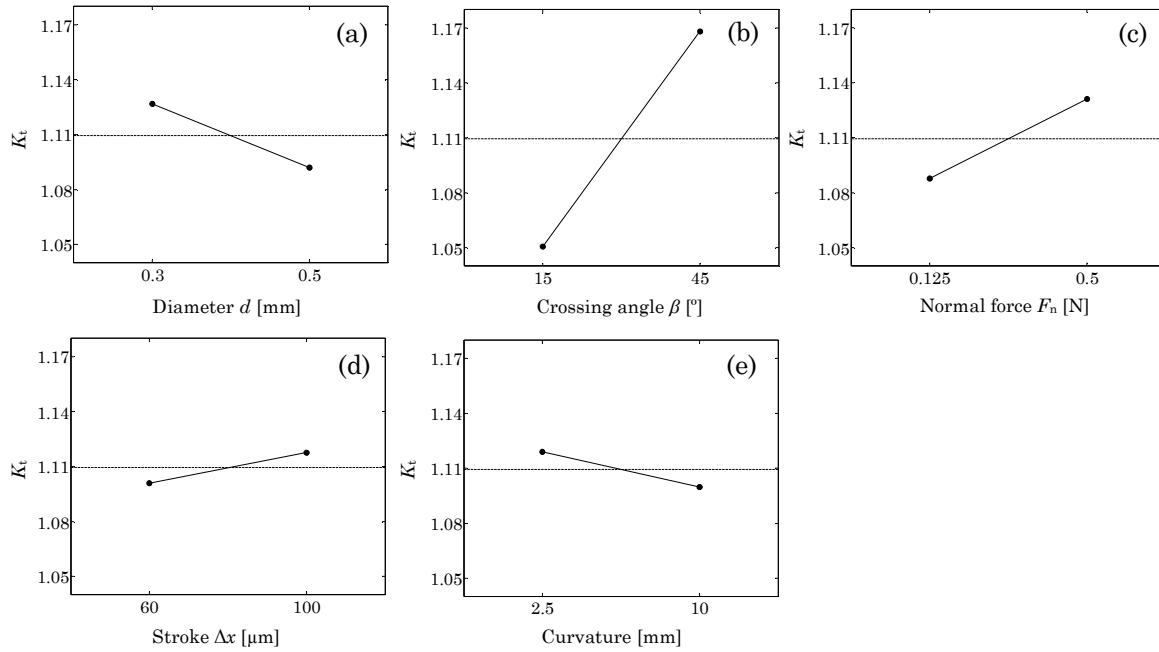 (a)
1.17
1.14
1.11
1.08
1.05
Kt
0.3 0.5
Diameter d [mm]
(b)
1.17
1.14
1.11
1.08
1.05
Kt
15 45
Crossing angle β [º]
(c)
1.17
1.14
1.11
1.08
1.05
Kt
0.125 0.5
Normal force Fn [N]
(d)
1.17
1.14
1.11
1.08
1.05
Kt
60 100
Stroke Δx [µm]
(e)
1.17
1.14
1.11
1.08
1.05
Kt
2.5 10
Curvature [mm]